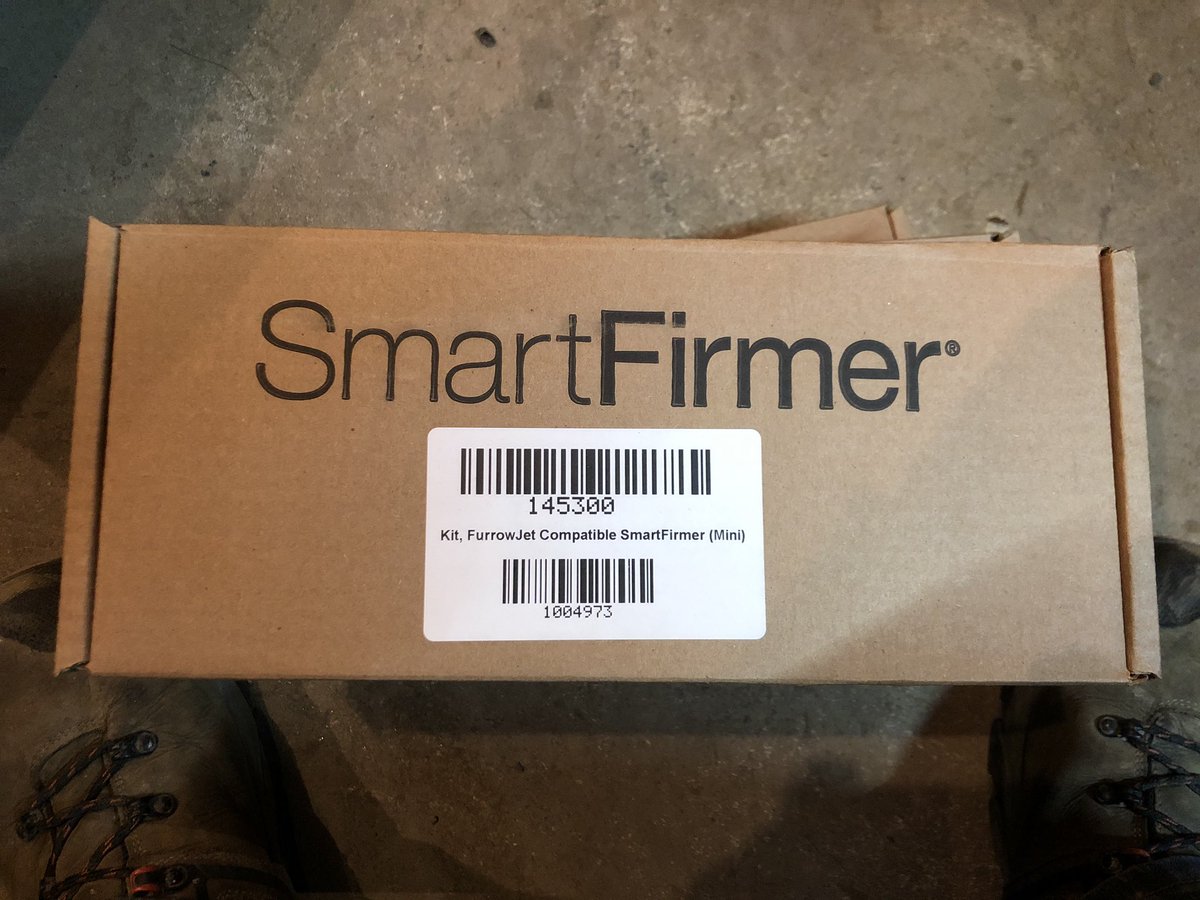 SmartFirmer®
145300
Kit, FurrowJet Compatible SmartFirmer (Mini)
1004973